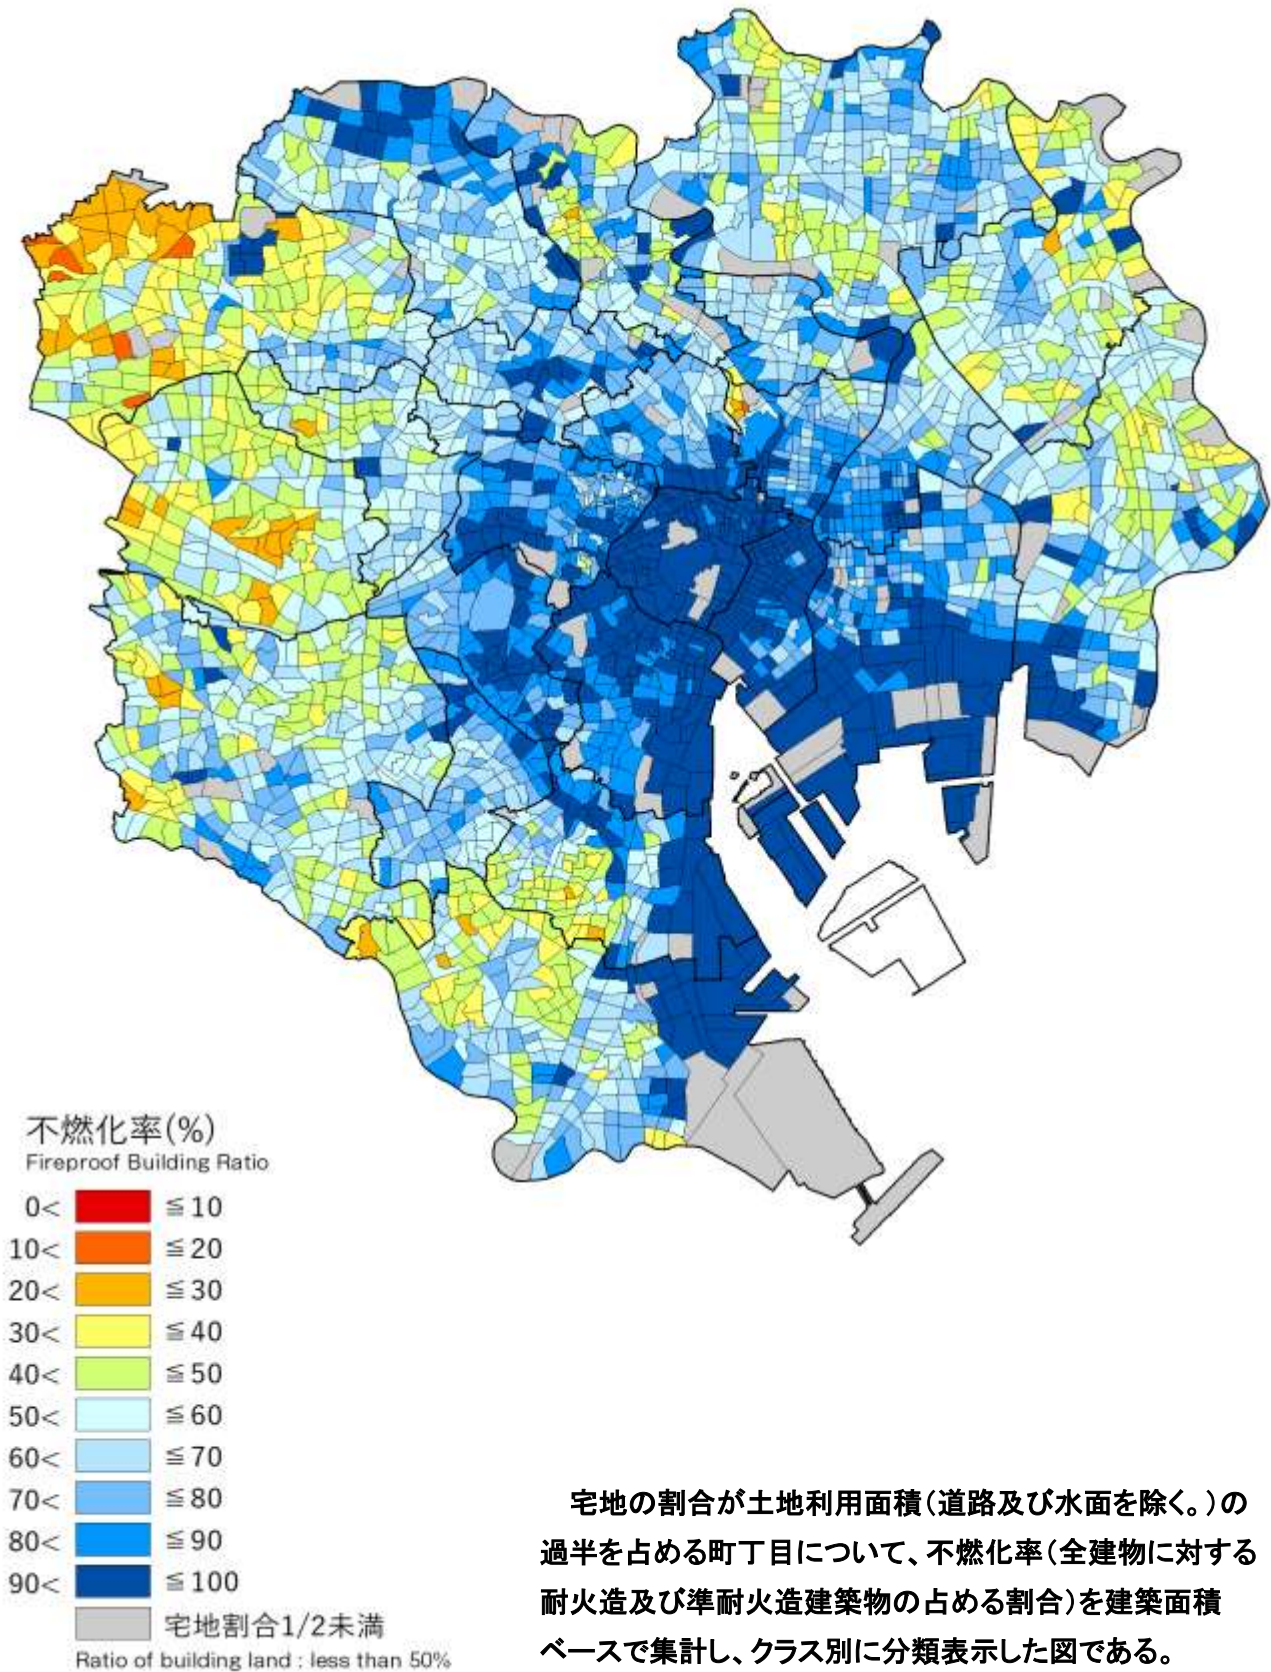 不燃化率(%)
Fireproof Building Ratio
0< ≦10
10< ≦20
20< ≦30
30< ≦40
40< ≦50
50< ≦60
60< ≦70
70< ≦80
80< ≦90
90< ≦100
宅地割合1/2未満
Ratio of building land : less than 50%
宅地の割合が土地利用面積(道路及び水面を除く。)の
過半を占める町丁目について、不燃化率(全建物に対する
耐火造及び準耐火造建築物の占める割合)を建築面積
ベースで集計し、クラス別に分類表示した図である。